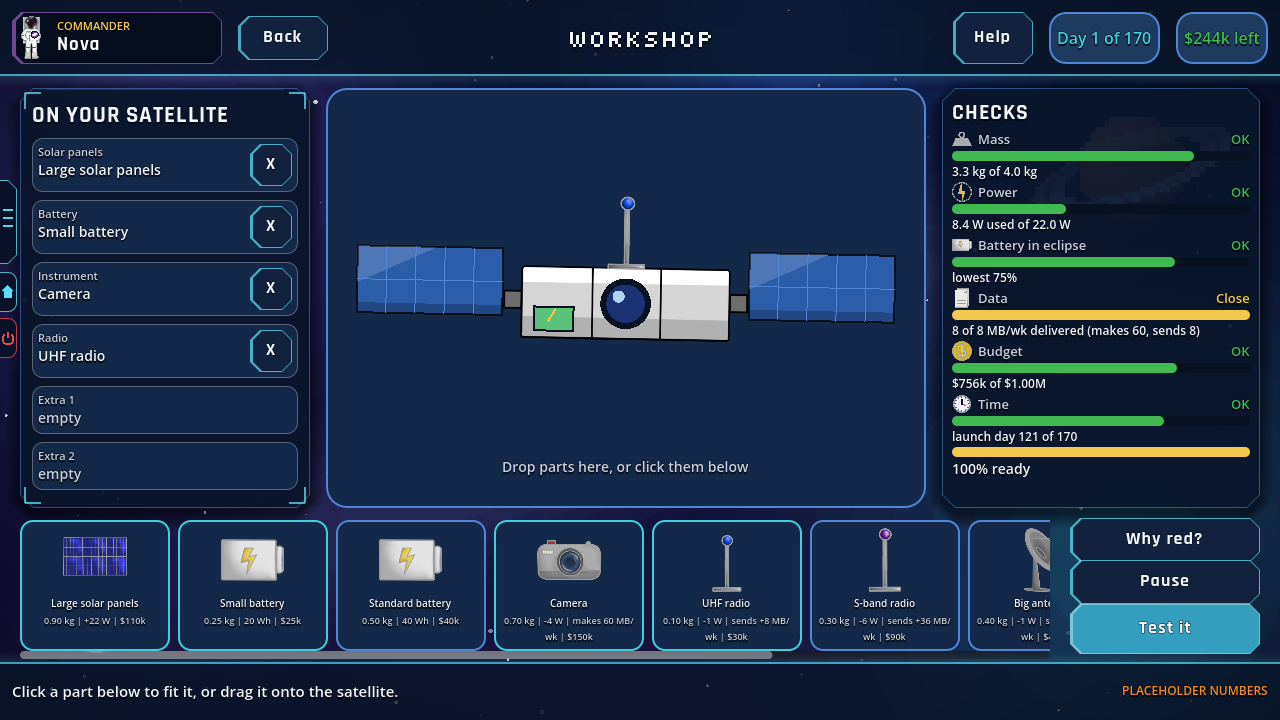 COMMANDER
Nova
Back
WORKSHOP
Help
Day 1 of 170
$244k left
ON YOUR SATELLITE
Solar panels
Large solar panels
X
Battery
Small battery
X
Instrument
Camera
X
Radio
UHF radio
X
Extra 1
empty
Extra 2
empty
Drop parts here, or click them below
CHECKS
Mass
OK
3.3 kg of 4.0 kg
Power
OK
8.4 W used of 22.0 W
Battery in eclipse
OK
lowest 75%
Data
Close
8 of 8 MB/wk delivered (makes 60, sends 8)
Budget
OK
$756k of $1.00M
Time
OK
launch day 121 of 170
100% ready
Large solar panels
0.90 kg | +22 W | $110k
Small battery
0.25 kg | 20 Wh | $25k
Standard battery
0.50 kg | 40 Wh | $40k
Camera
0.70 kg | -4 W | makes 60 MB/
wk | $150k
UHF radio
0.10 kg | -1 W | sends +8 MB/
wk | $30k
S-band radio
0.30 kg | -6 W | sends +36 MB/
wk | $90k
Big ante
0.40 kg | -1 W | s
wk | $4
Why red?
Pause
Test it
Click a part below to fit it, or drag it onto the satellite.
PLACEHOLDER NUMBERS